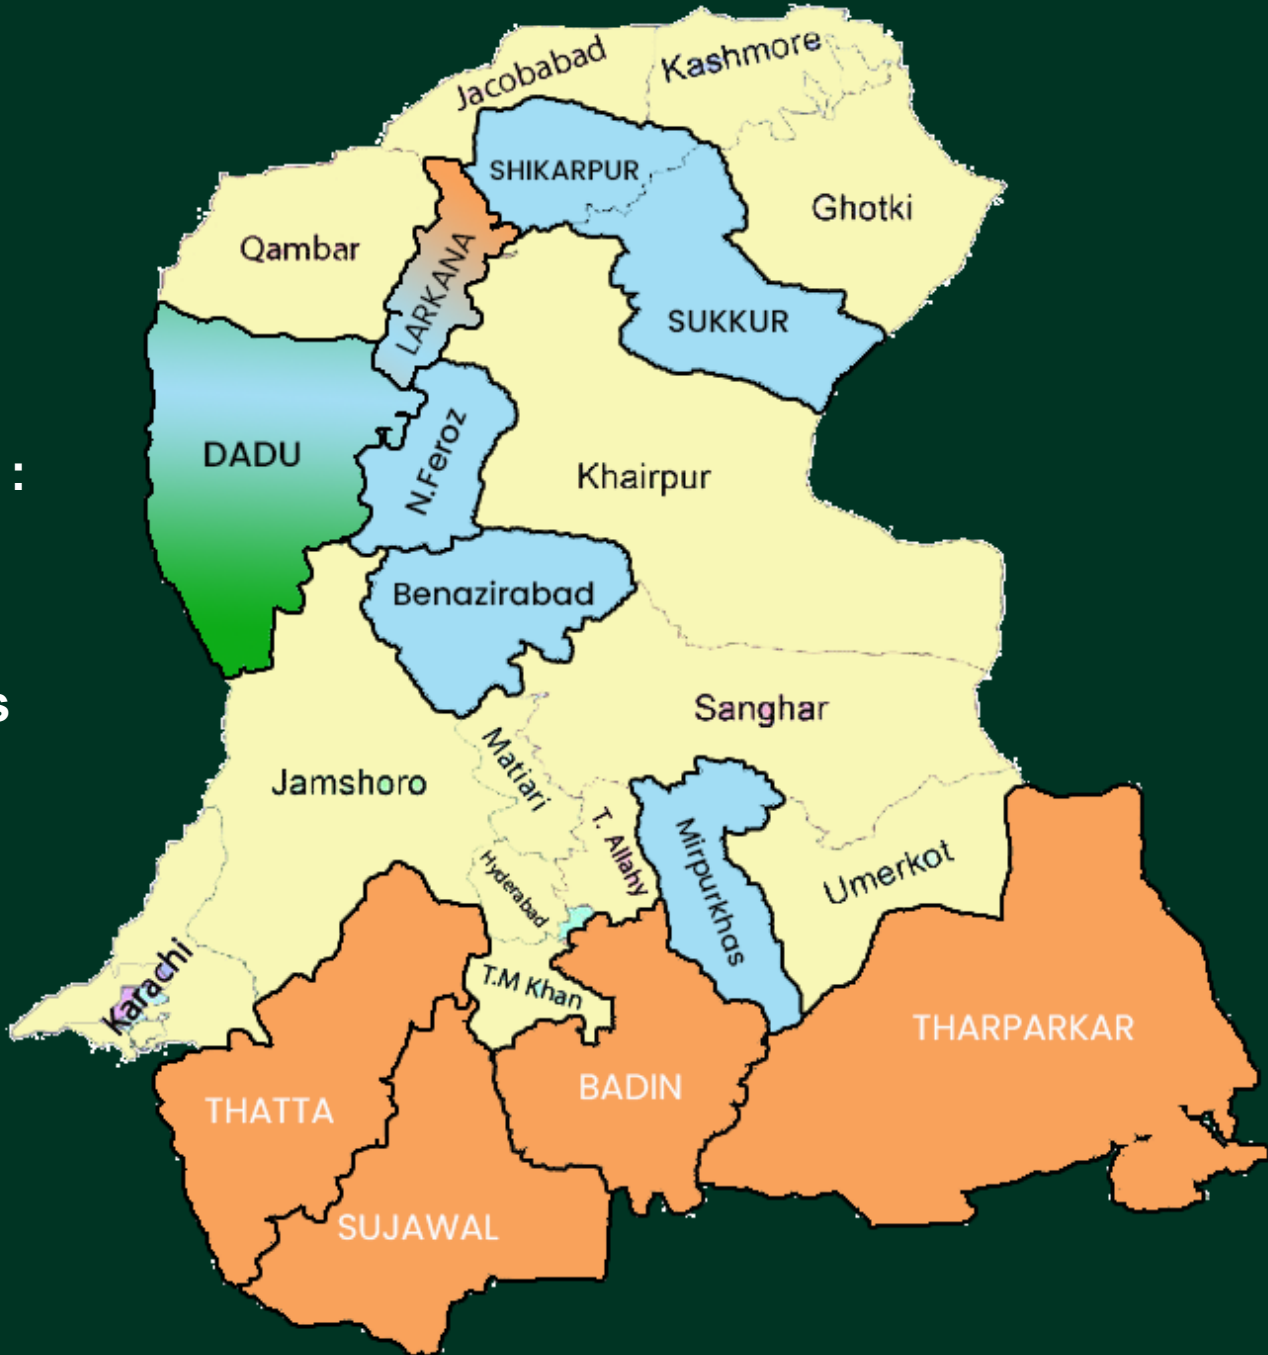 Jacobabad
Kashmore
SHIKARPUR
Ghotki
Qambar
LARKANA
SUKKUR
DADU
N.Feroz
Khairpur
:
Benazirabad
s
Sanghar
Matiari
Jamshoro
T. Allahy
Mirpurkhas
Umerkot
Hyderabad
Karachi
T.M Khan
THARPARKAR
BADIN
THATTA
SUJAWAL